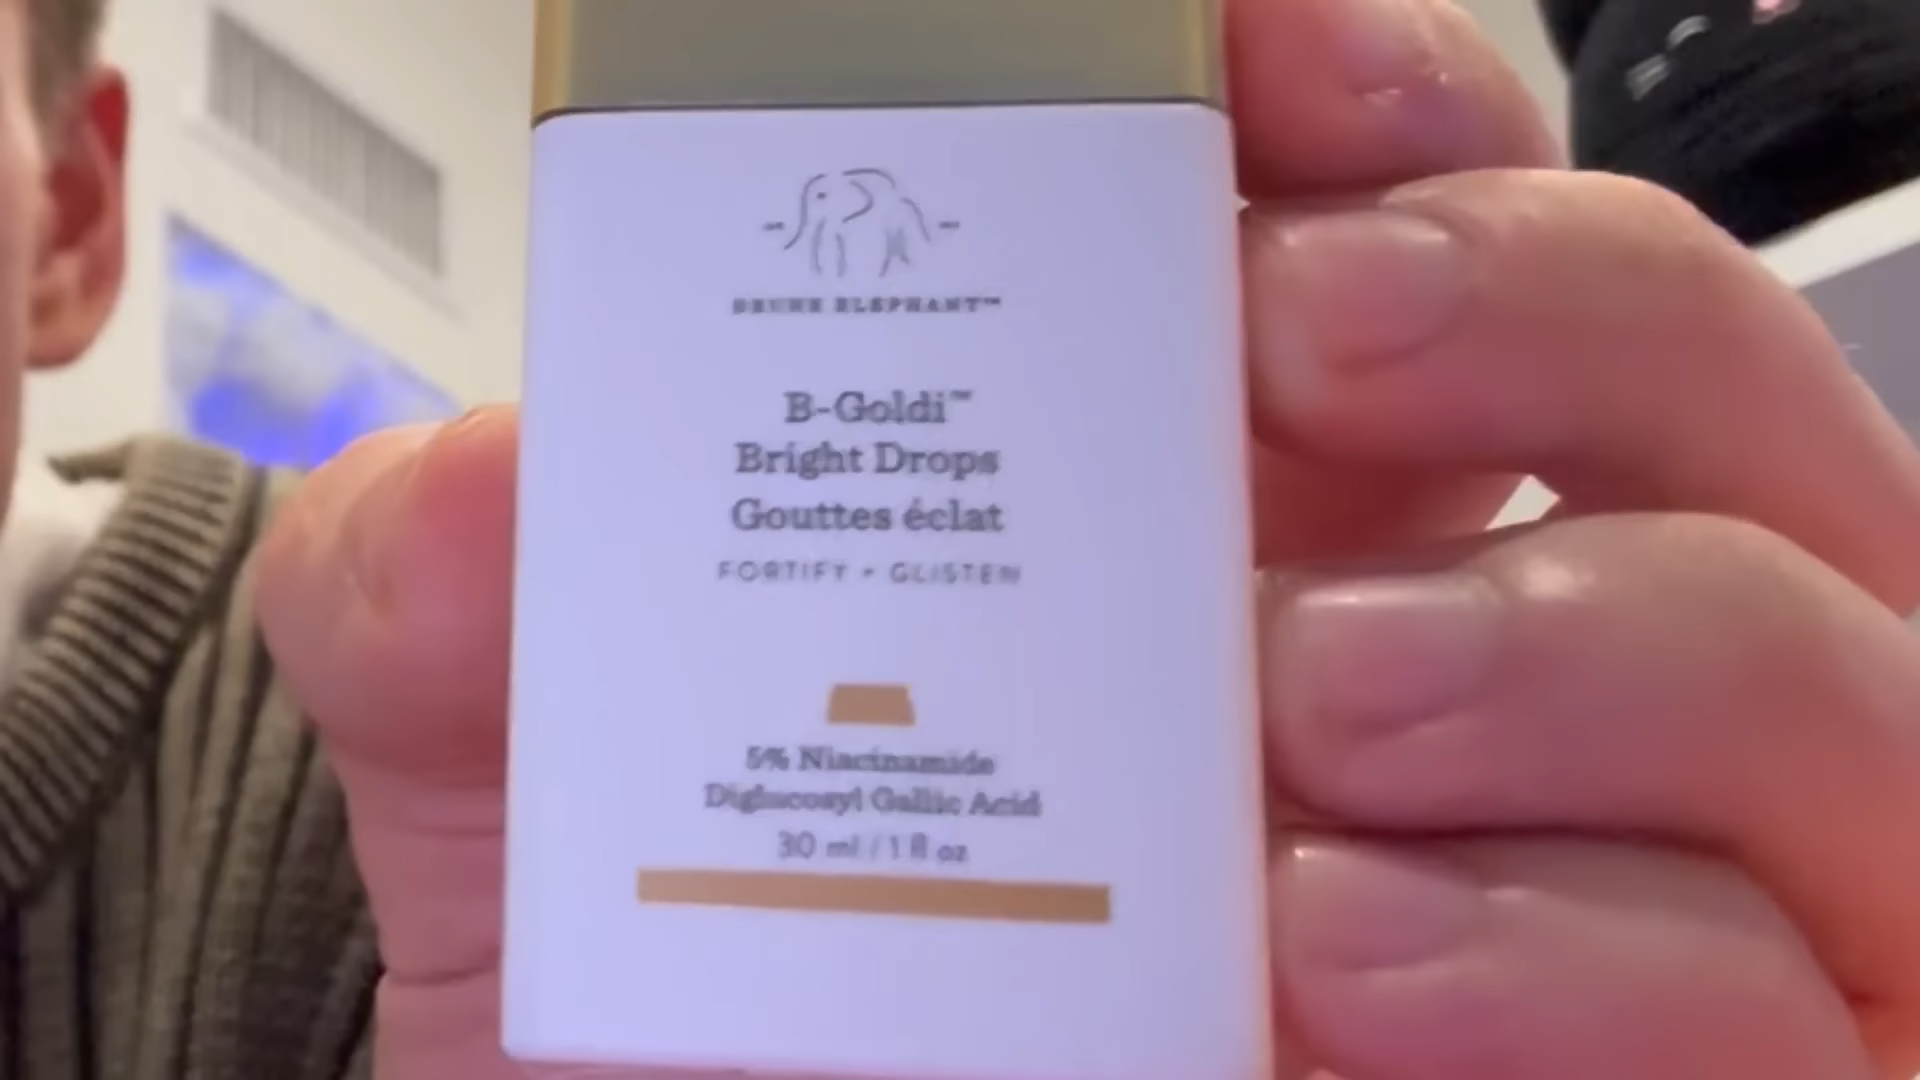 DRUNK ELEPHANT™
B-Goldi™
Bright Drops
Gouttes éclat
FORTIFY + GLISTEN
5% Niacinamide
Diglucosyl Gallic Acid
30 ml / 1 fl oz